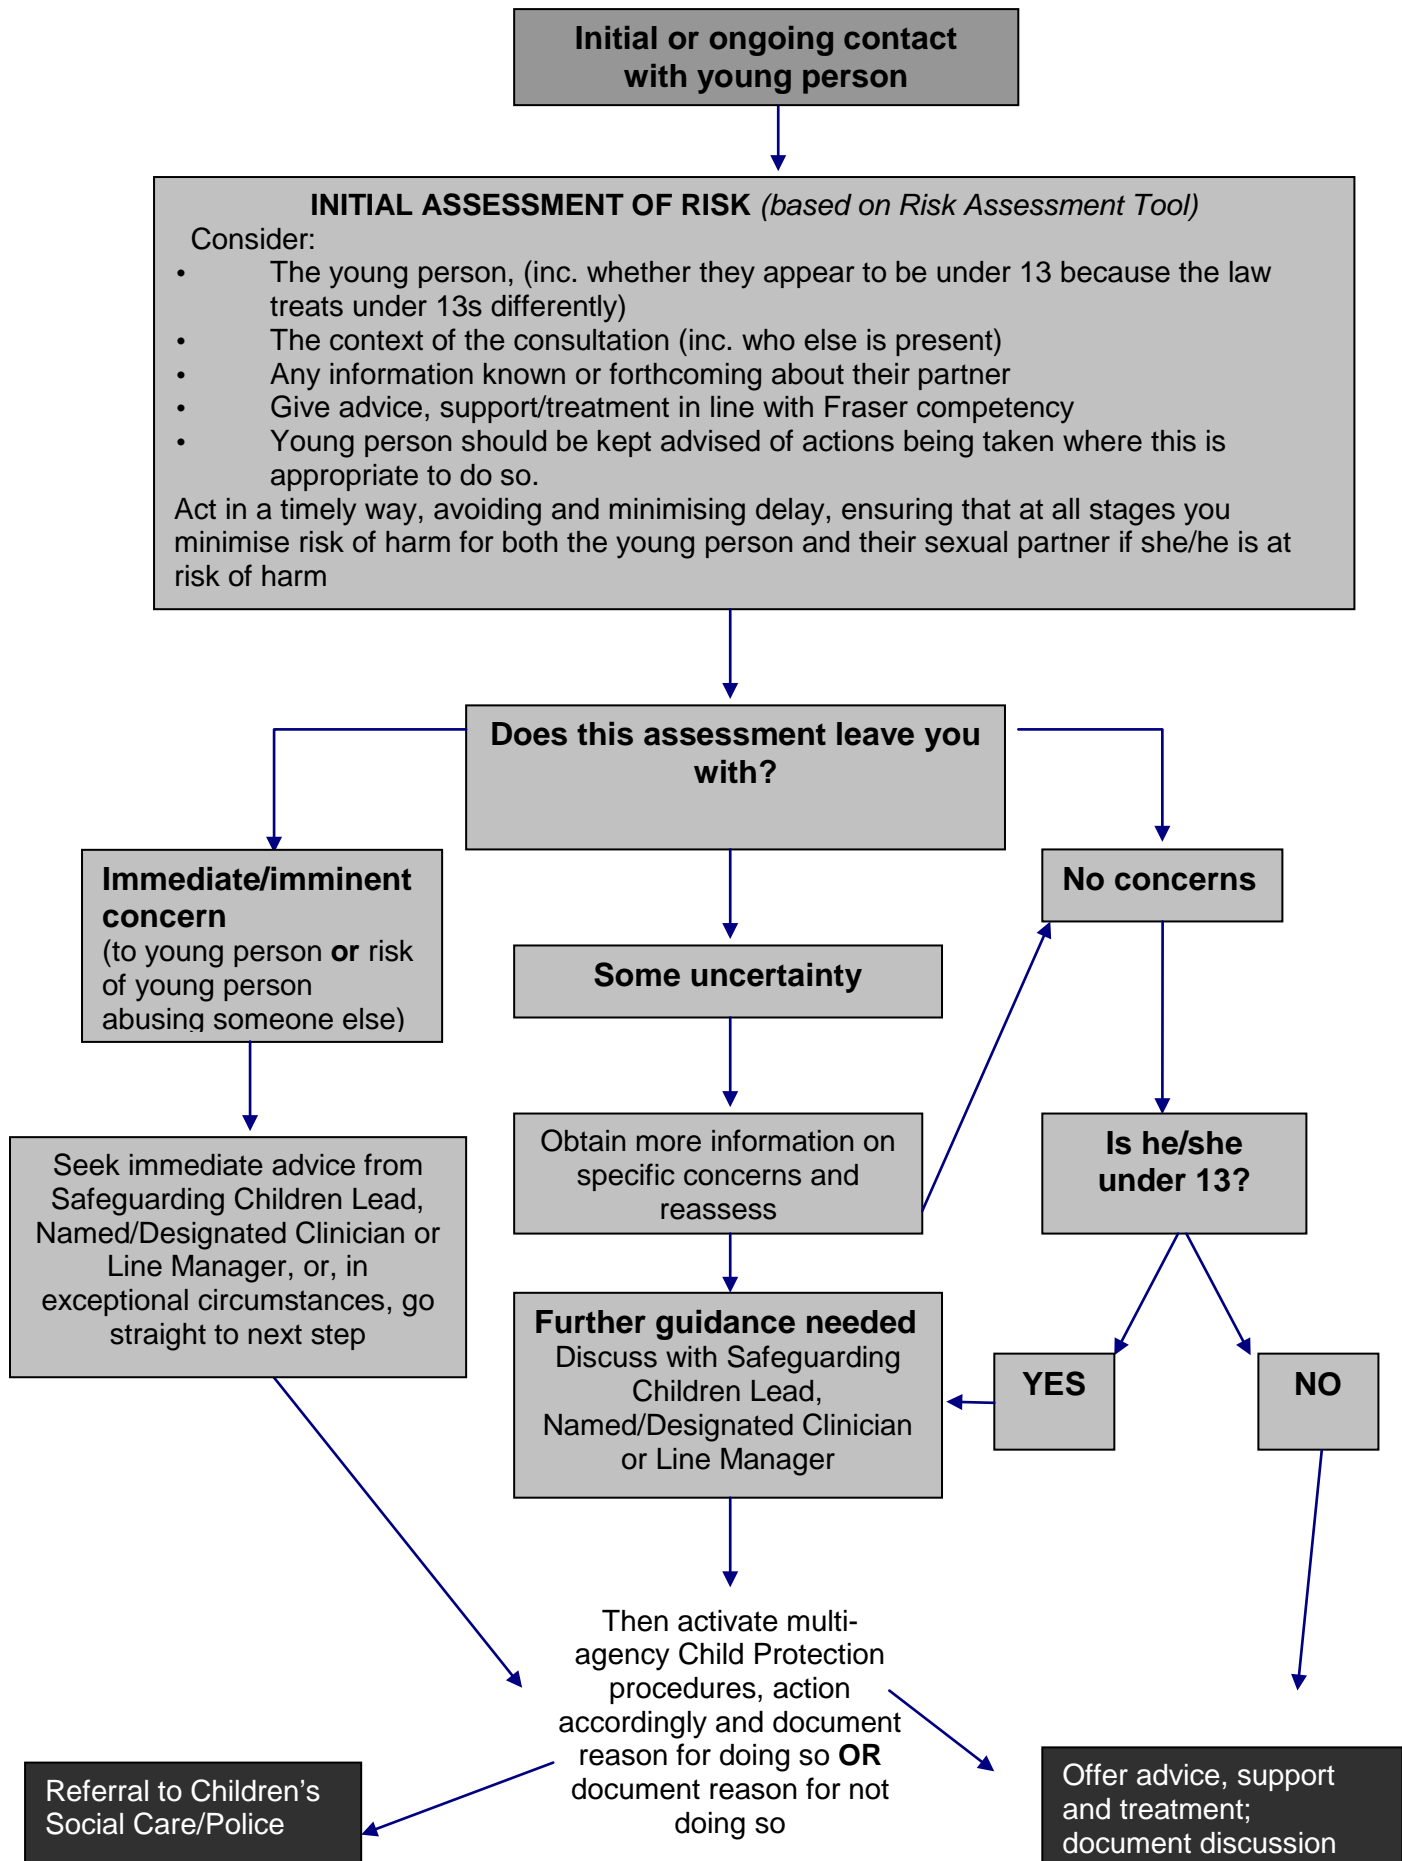 Initial or ongoing contact
with young person
INITIAL ASSESSMENT OF RISK (based on Risk Assessment Tool)
Consider:
• The young person, (inc. whether they appear to be under 13 because the law
treats under 13s differently)
• The context of the consultation (inc. who else is present)
• Any information known or forthcoming about their partner
• Give advice, support/treatment in line with Fraser competency
• Young person should be kept advised of actions being taken where this is
appropriate to do so.
Act in a timely way, avoiding and minimising delay, ensuring that at all stages you
minimise risk of harm for both the young person and their sexual partner if she/he is at
risk of harm
Does this assessment leave you
with?
Immediate/imminent
concern
(to young person or risk
of young person
abusing someone else)
Some uncertainty
No concerns
Seek immediate advice from
Safeguarding Children Lead,
Named/Designated Clinician or
Line Manager, or, in
exceptional circumstances, go
straight to next step
Obtain more information on
specific concerns and
reassess
Is he/she
under 13?
Further guidance needed
Discuss with Safeguarding
Children Lead,
Named/Designated Clinician
or Line Manager
YES
NO
Then activate multi-
agency Child Protection
procedures, action
accordingly and document
reason for doing so OR
document reason for not
doing so
Referral to Children's
Social Care/Police
Offer advice, support
and treatment;
document discussion